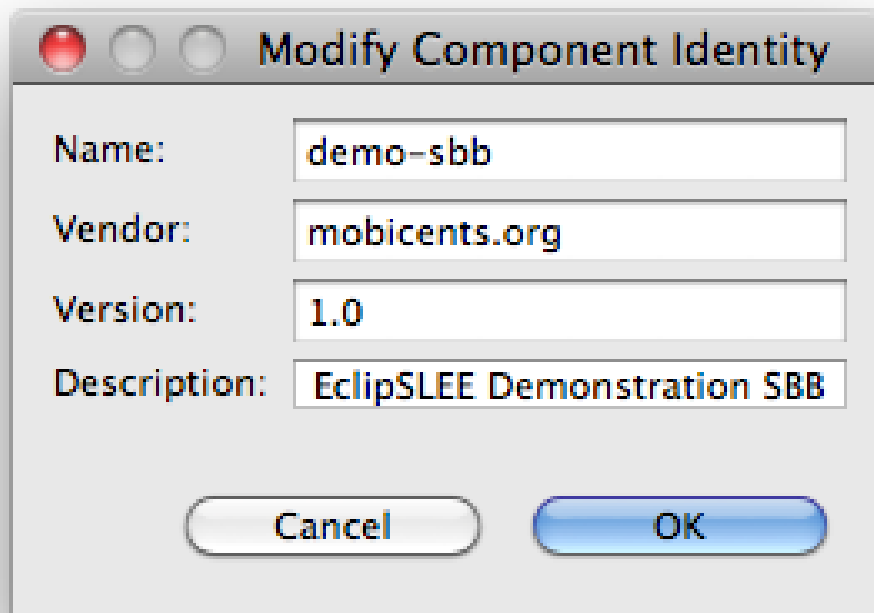 Modify Component Identity
Name: demo-sbb
Vendor: mobicents.org
Version: 1.0
Description: EclipSLEE Demonstration SBB
Cancel OK